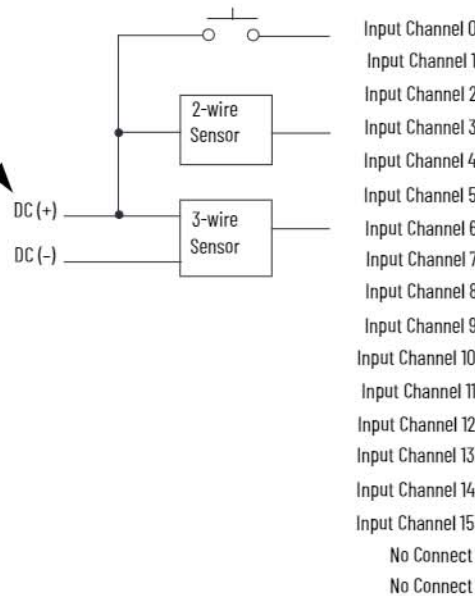 2-wire
Sensor
DC (+)
DC (-)
3-wire
Sensor
Input Channel 0
Input Channel 1
Input Channel 2
Input Channel 3
Input Channel 4
Input Channel 5
Input Channel 6
Input Channel 7
Input Channel 8
Input Channel 9
Input Channel 10
Input Channel 11
Input Channel 12
Input Channel 13
Input Channel 14
Input Channel 15
No Connect
No Connect